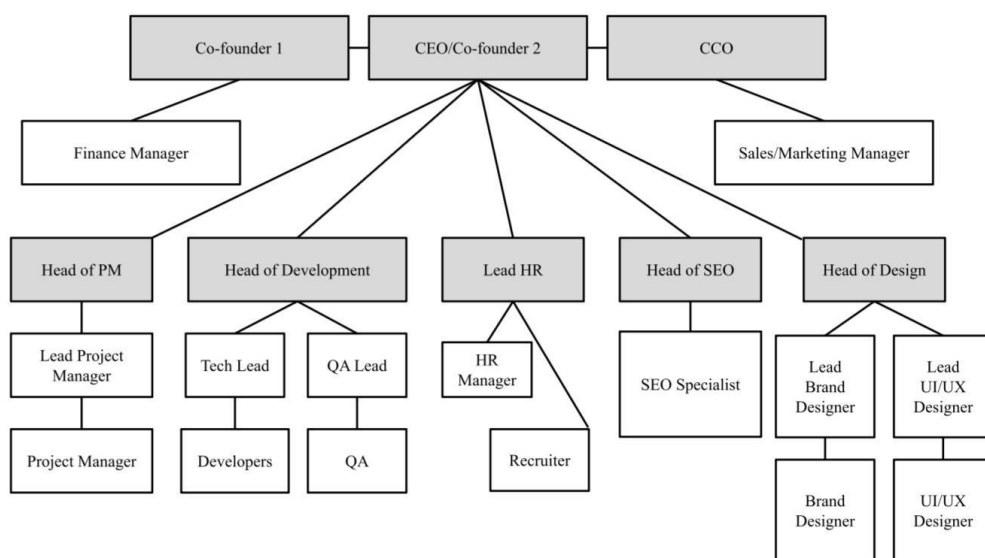 Co-founder 1
CEO/Co-founder 2
CCO
Finance Manager
Sales/Marketing Manager
Head of PM
Head of Development
Lead HR
Head of SEO
Head of Design
Lead Project
Manager
Tech Lead
QA Lead
HR
Manager
SEO Specialist
Lead
Brand
Designer
Lead
UI/UX
Designer
Project Manager
Developers
QA
Recruiter
Brand
Designer
UI/UX
Designer